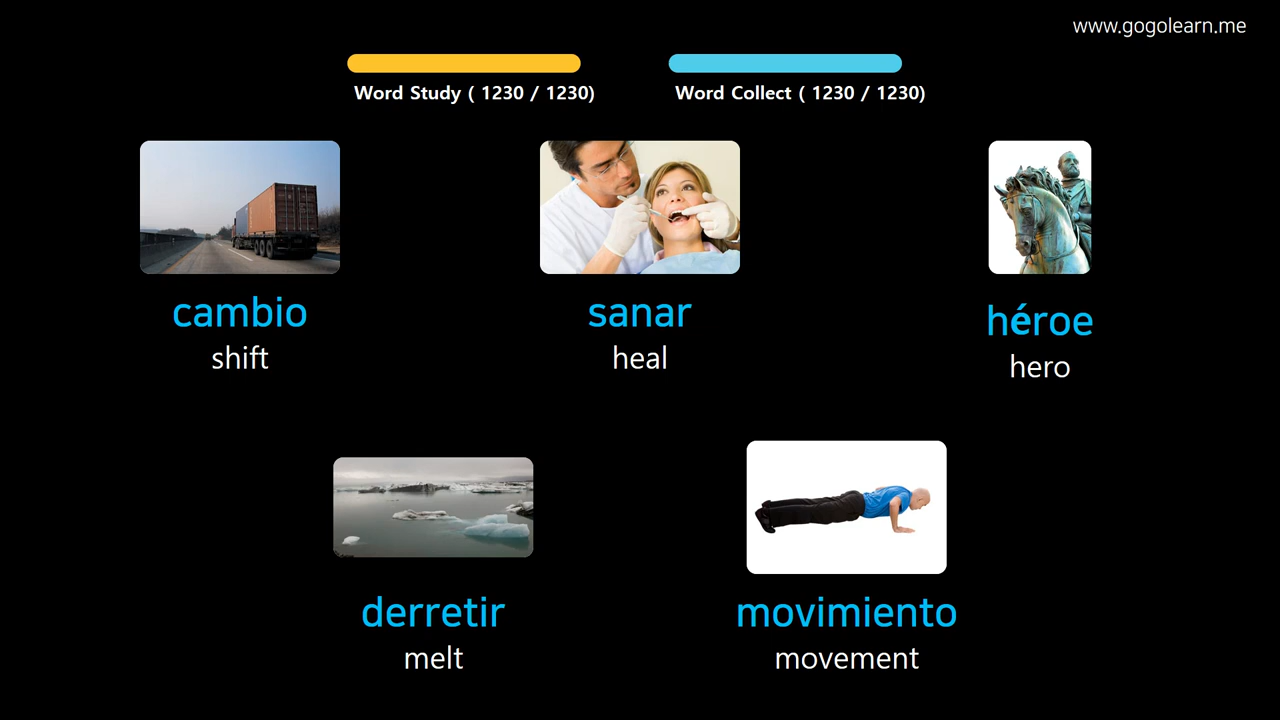 www.gogolearn.me
Word Study ( 1230 / 1230)
Word Collect ( 1230 / 1230)
cambio
shift
sanar
heal
héroe
hero
derretir
melt
movimiento
movement